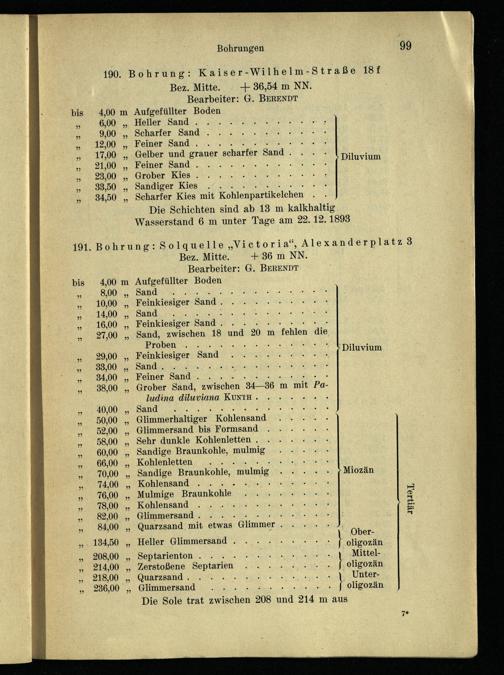 Bohrungen 99
190. Bohrung: Kaiser-Wilhelm-Straße 18f
Bez. Mitte. + 36,54 m NN.
Bearbeiter: G. BERENDT
bis 4,00 m Aufgefüllter Boden
„ 6,00 „ Heller Sand . . . . . . . . . . .
„ 9,00 „ Scharfer Sand . . . . . . . . . .
„ 12,00 „ Feiner Sand . . . . . . . . . . .
„ 17,00 „ Gelber und grauer scharfer Sand . . . . Diluvium
„ 21,00 „ Feiner Sand . . . . . . . . . . .
„ 23,00 „ Grober Kies . . . . . . . . . . .
„ 33,50 „ Sandiger Kies . . . . . . . . . .
„ 34,50 „ Scharfer Kies mit Kohlenpartikelchen . .
Die Schichten sind ab 13 m kalkhaltig
Wasserstand 6 m unter Tage am 22. 12. 1893
191. Bohrung: Solquelle „Victoria“, Alexanderplatz 3
Bez. Mitte. + 36 m NN.
Bearbeiter: G. BERENDT
bis 4,00 m Aufgefüllter Boden
„ 8,00 „ Sand . . . . . . . . . . . . .
„ 10,00 „ Feinkiesiger Sand . . . . . . . . .
„ 14,00 „ Sand . . . . . . . . . . . . .
„ 16,00 „ Feinkiesiger Sand . . . . . . . . .
„ 27,00 „ Sand, zwischen 18 und 20 m fehlen die
Proben . . . . . . . . . . . . Diluvium
„ 29,00 „ Feinkiesiger Sand . . . . . . . . .
„ 33,00 „ Sand . . . . . . . . . . . . .
„ 34,00 „ Feiner Sand . . . . . . . . . . .
„ 38,00 „ Grober Sand, zwischen 34—36 m mit Pa-
ludina diluviana KUNTH . . . . . . .
„ 40,00 „ Sand . . . . . . . . . . . . .
„ 50,00 „ Glimmerhaltiger Kohlensand . . . . .
„ 52,00 „ Glimmersand bis Formsand . . . . . .
„ 58,00 „ Sehr dunkle Kohlenletten . . . . . . .
„ 60,00 „ Sandige Braunkohle, mulmig . . . . .
„ 66,00 „ Kohlenletten . . . . . . . . . .
„ 70,00 „ Sandige Braunkohle, mulmig . . . . . Miozän
„ 74,00 „ Kohlensand . . . . . . . . . . .
„ 76,00 „ Mulmige Braunkohle . . . . . . . .
„ 78,00 „ Kohlensand . . . . . . . . . . .
„ 82,00 „ Glimmersand . . . . . . . . . . .
„ 84,00 „ Quarzsand mit etwas Glimmer . . . . .
„ 134,50 „ Heller Glimmersand . . . . . . . . . Ober-
oligozän
„ 208,00 „ Septarienton . . . . . . . . . . . Mittel-
„ 214,00 „ Zerstoßene Septarien . . . . . . . . oligozän
„ 218,00 „ Quarzsand . . . . . . . . . . . Unter-
„ 236,00 „ Glimmersand . . . . . . . . . . oligozän
Tertiär
Die Sole trat zwischen 208 und 214 m aus
7*